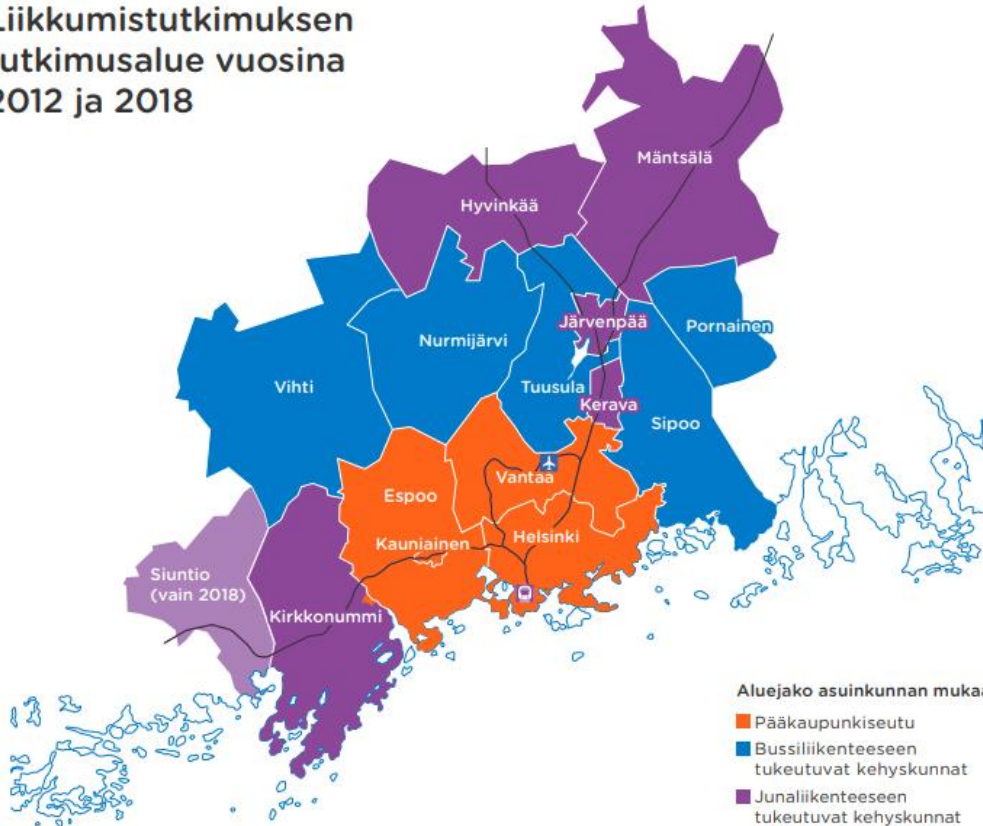 Liikkumistutkimuksen
tutkimusalue vuosina
2012 ja 2018
Mäntsälä
Hyvinkää
Järvenpää
Pornainen
Nurmijärvi
Vihti
Tuusula
Kerava
Sipoo
Vantaa
Espoo
Helsinki
Kauniainen
Siuntio
(vain 2018)
Kirkkonummi
Aluejako asuinkunnan mukaa
Pääkaupunkiseutu
Bussiliikenteeseen
tukeutuvat kehyskunnat
Junaliikenteeseen
tukeutuvat kehyskunnat